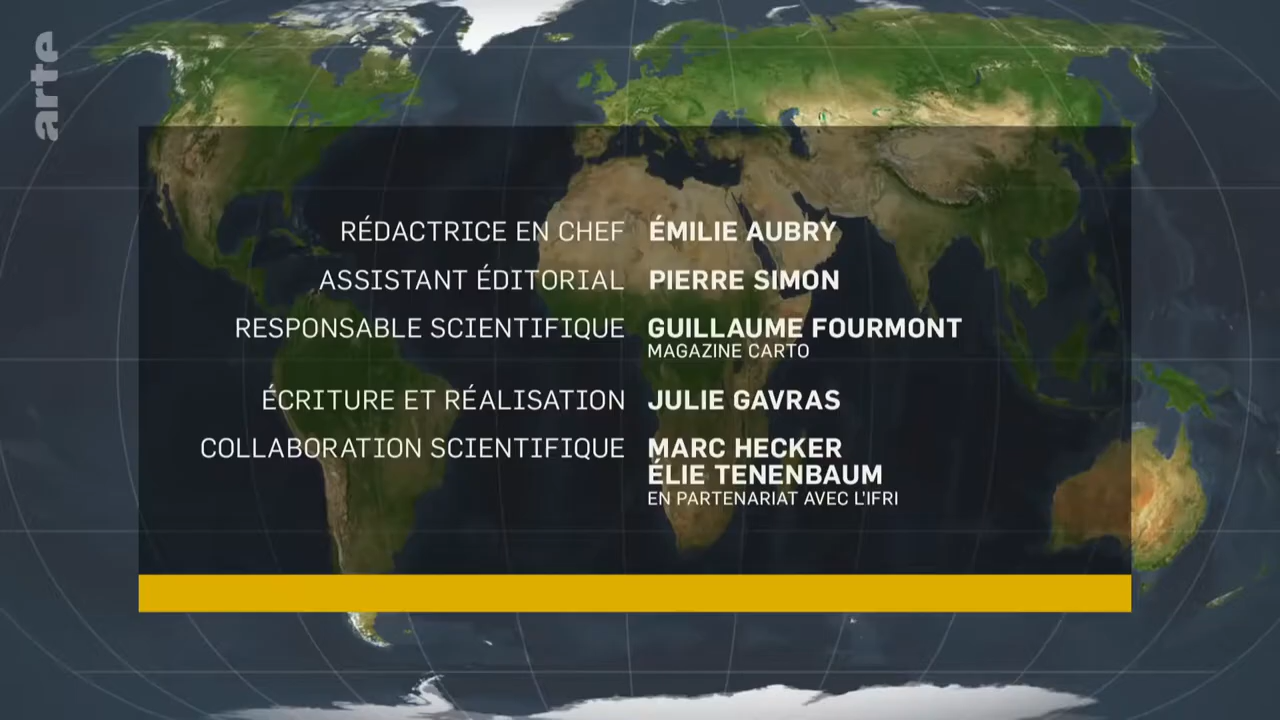 arte
RÉDACTRICE EN CHEF ÉMILIE AUBRY
ASSISTANT ÉDITORIAL PIERRE SIMON
RESPONSABLE SCIENTIFIQUE GUILLAUME FOURMONT
MAGAZINE CARTO
ÉCRITURE ET RÉALISATION JULIE GAVRAS
COLLABORATION SCIENTIFIQUE MARC HECKER
ÉLIE TENENBAUM
EN PARTENARIAT AVEC L'IFRI